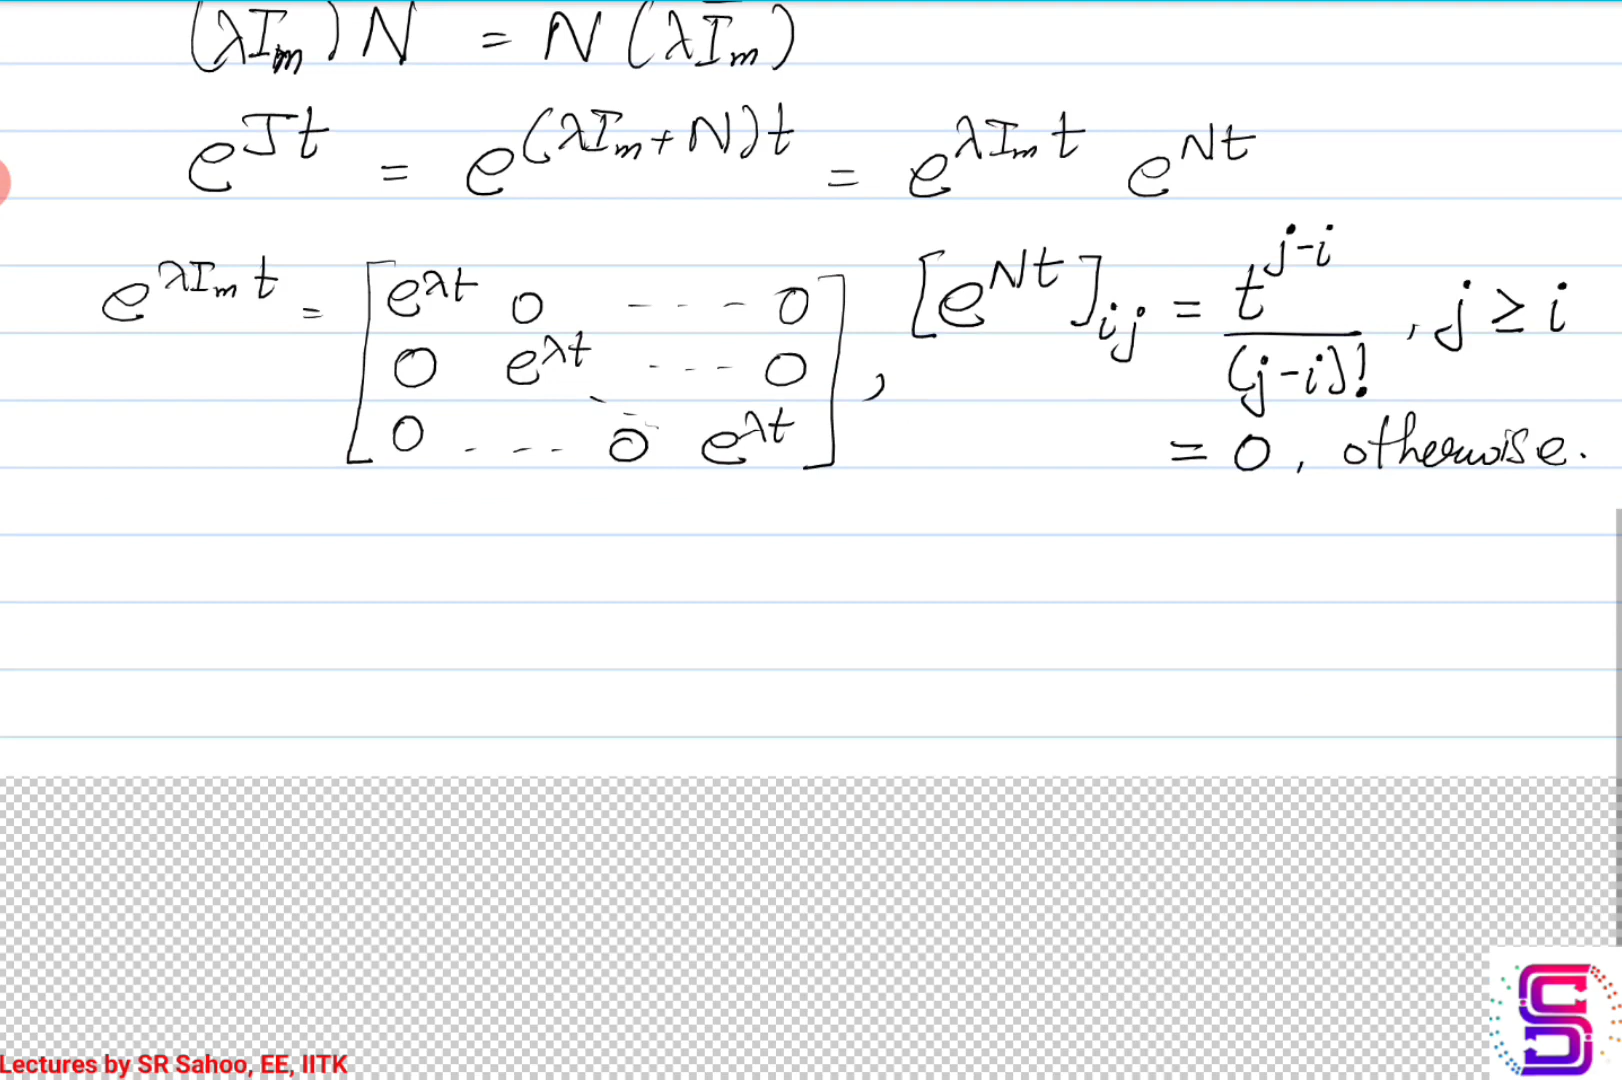 (λI_m) N = N (λI_m)
e^{Jt} = e^{(λI_m + N)t} = e^{λI_m t} e^{Nt}
e^{λI_m t} = [e^{λt} 0 ---- 0
0 e^{λt} ---- 0
0 ---- 0 e^{λt}], [e^{Nt}]_{ij} = t^{j-i}/(j-i)!, j ≥ i
= 0, otherwise.
Lectures by SR Sahoo, EE, IITK